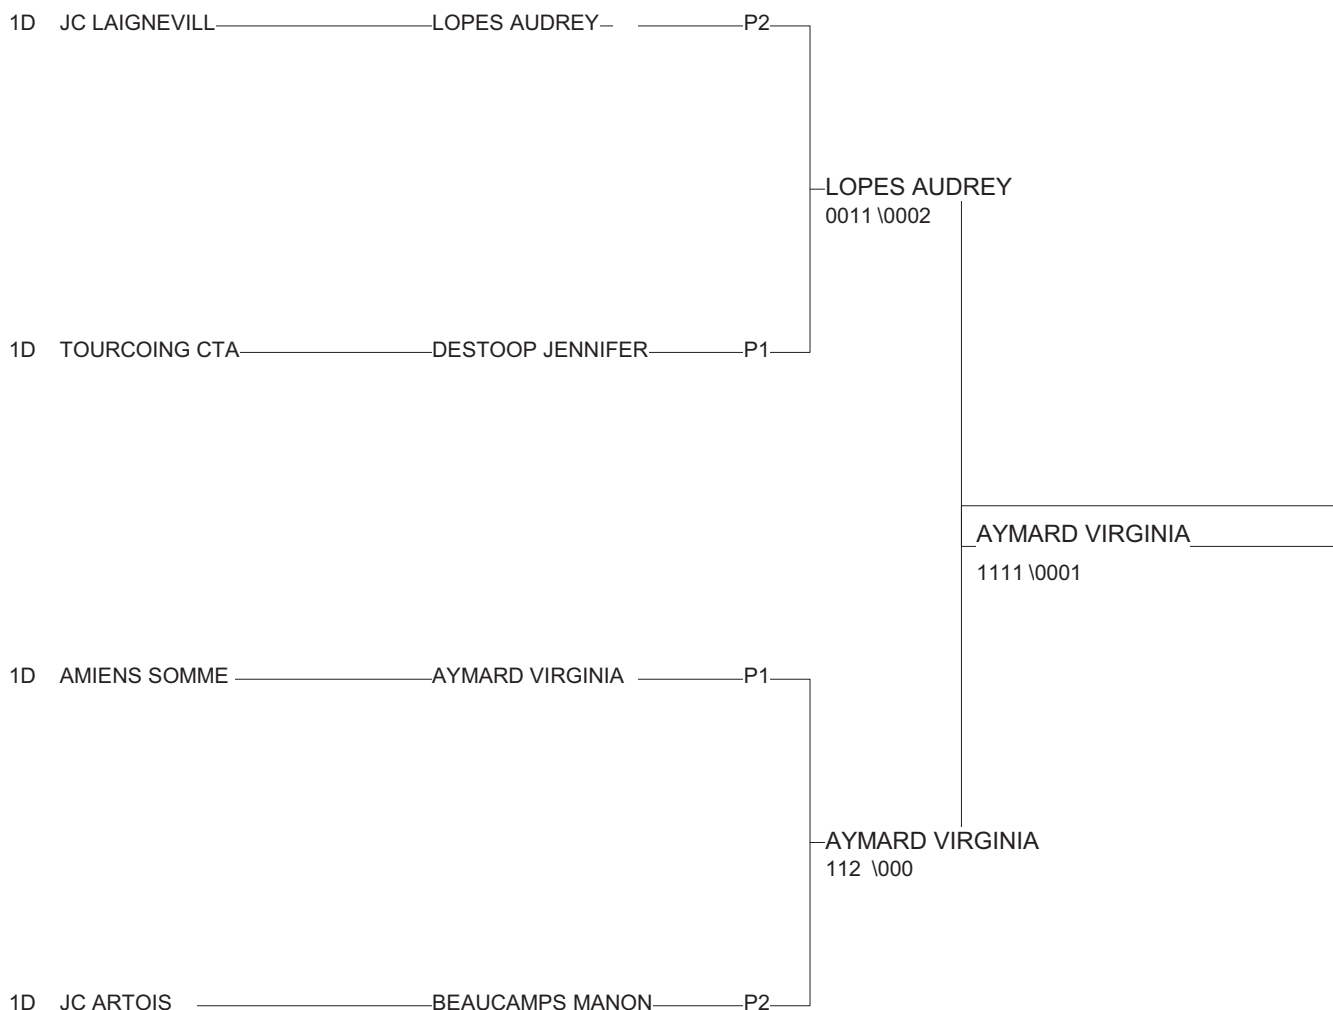 1D JC LAIGNEVILL LOPES AUDREY P2
LOPES AUDREY
0011 \0002
1D TOURCOING CTA DESTOOP JENNIFER P1
AYMARD VIRGINIA
1111 \0001
1D AMIENS SOMME AYMARD VIRGINIA P1
AYMARD VIRGINIA
112 \000
1D JC ARTOIS BEAUCAMPS MANON P2